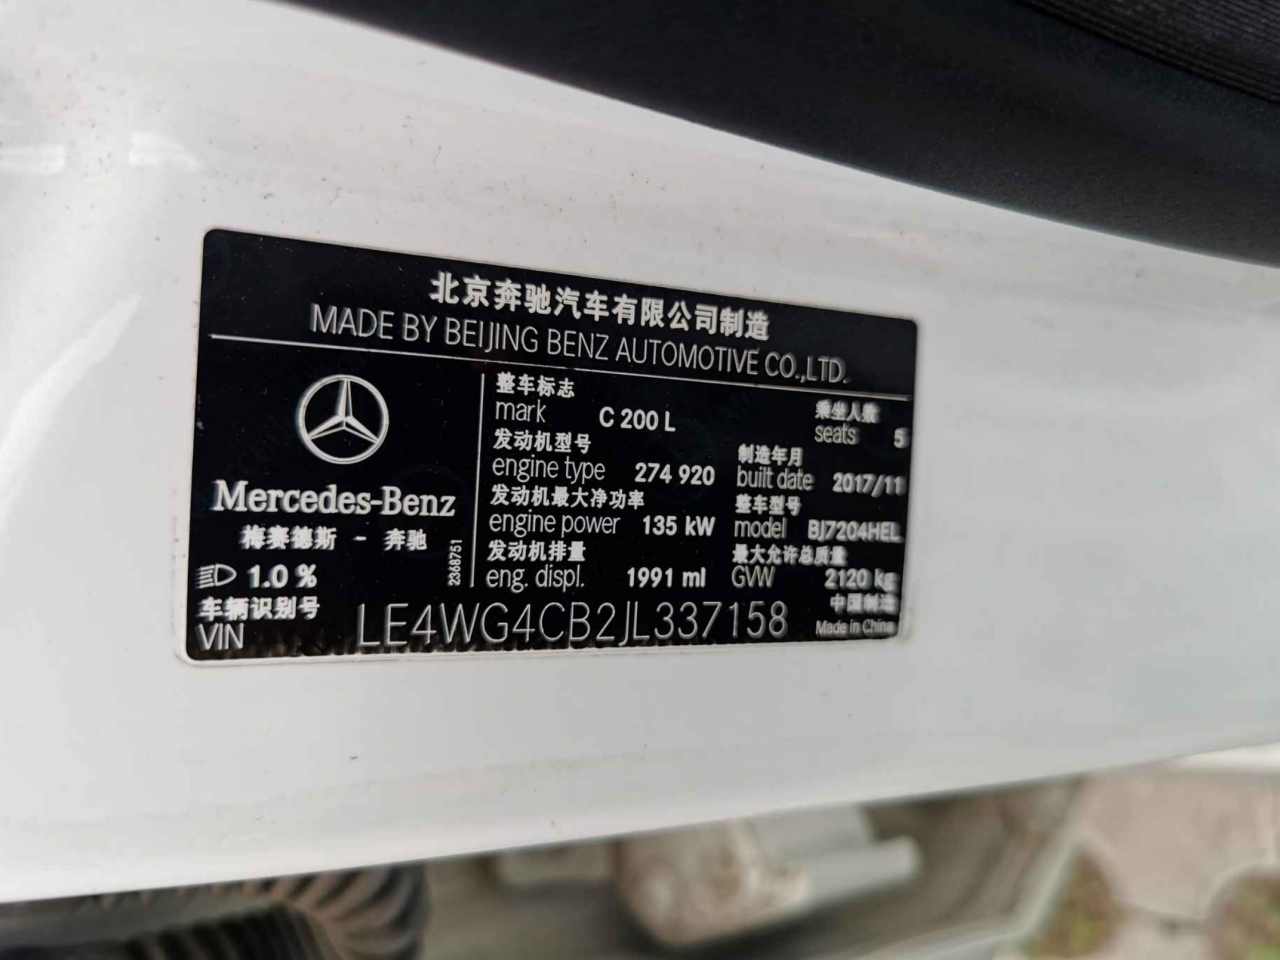 北京奔驰汽车有限公司制造
MADE BY BEIJING BENZ AUTOMOTIVE CO.,LTD.
Mercedes-Benz
梅赛德斯 - 奔驰
1.0 %
2368751
整车标志
mark C 200 L
乘坐人数
seats 5
发动机型号
engine type 274 920
制造年月
built date 2017/11
发动机最大净功率
engine power 135 kW
整车型号
model BJ7204HEL
发动机排量
eng. displ. 1991 ml
最大允许总质量
GVW 2120 kg
车辆识别号
VIN LE4WG4CB2JL337158
中国制造
Made in China